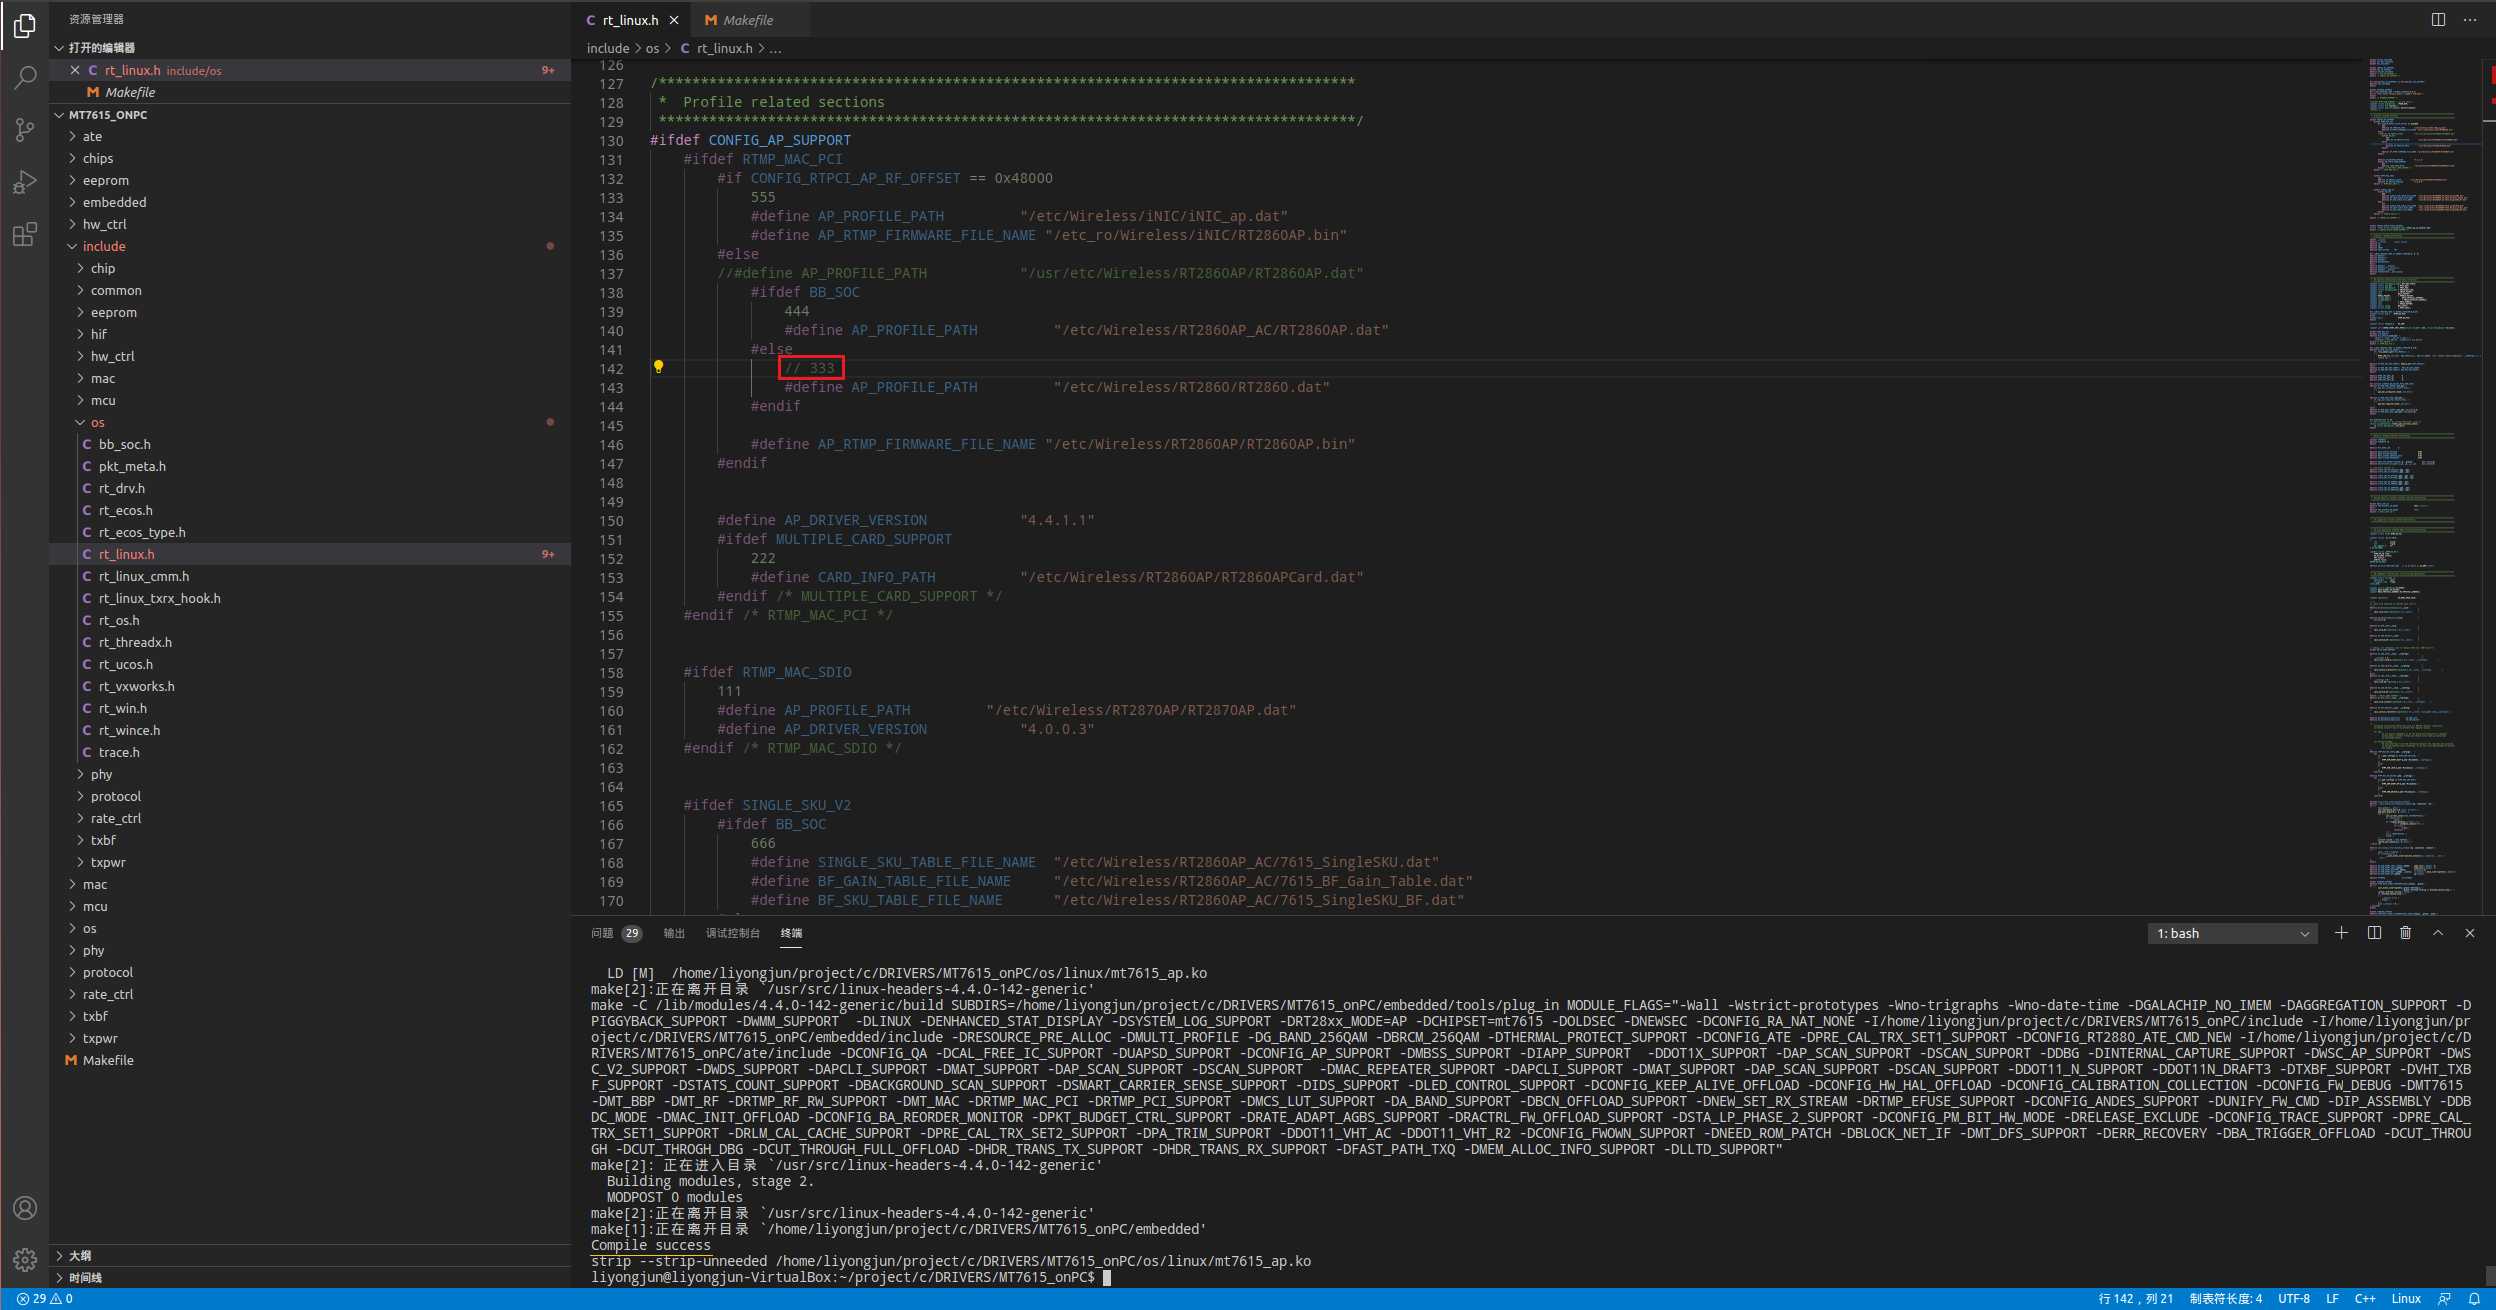 资源管理器
打开的编辑器
rt_linux.h include/os 9+
Makefile
MT7615_ONPC
ate
chips
eeprom
embedded
hw_ctrl
include
chip
common
eeprom
hif
hw_ctrl
mac
mcu
os
bb_soc.h
pkt_meta.h
rt_drv.h
rt_ecos.h
rt_ecos_type.h
rt_linux.h 9+
rt_linux_cmm.h
rt_linux_txrx_hook.h
rt_os.h
rt_threadx.h
rt_ucos.h
rt_vxworks.h
rt_win.h
rt_wince.h
trace.h
phy
protocol
rate_ctrl
txbf
txpwr
mac
mcu
os
phy
protocol
rate_ctrl
txbf
txpwr
Makefile
大纲
时间线
rt_linux.h
Makefile
include > os > C rt_linux.h > ...
126
127 /***********************************************************************************
128 *  Profile related sections
129 ***********************************************************************************/
130 #ifdef CONFIG_AP_SUPPORT
131 #ifdef RTMP_MAC_PCI
132 #if CONFIG_RTPCI_AP_RF_OFFSET == 0x48000
133 555
134 #define AP_PROFILE_PATH "/etc/Wireless/iNIC/iNIC_ap.dat"
135 #define AP_RTMP_FIRMWARE_FILE_NAME "/etc_ro/Wireless/iNIC/RT2860AP.bin"
136 #else
137 //#define AP_PROFILE_PATH "/usr/etc/Wireless/RT2860AP/RT2860AP.dat"
138 #ifdef BB_SOC
139 444
140 #define AP_PROFILE_PATH "/etc/Wireless/RT2860AP_AC/RT2860AP.dat"
141 #else
142 // 333
143 #define AP_PROFILE_PATH "/etc/Wireless/RT2860/RT2860.dat"
144 #endif
145
146 #define AP_RTMP_FIRMWARE_FILE_NAME "/etc/Wireless/RT2860AP/RT2860AP.bin"
147 #endif
148
149
150 #define AP_DRIVER_VERSION "4.4.1.1"
151 #ifdef MULTIPLE_CARD_SUPPORT
152 222
153 #define CARD_INFO_PATH "/etc/Wireless/RT2860AP/RT2860APCard.dat"
154 #endif /* MULTIPLE_CARD_SUPPORT */
155 #endif /* RTMP_MAC_PCI */
156
157
158 #ifdef RTMP_MAC_SDIO
159 111
160 #define AP_PROFILE_PATH "/etc/Wireless/RT2870AP/RT2870AP.dat"
161 #define AP_DRIVER_VERSION "4.0.0.3"
162 #endif /* RTMP_MAC_SDIO */
163
164
165 #ifdef SINGLE_SKU_V2
166 #ifdef BB_SOC
167 666
168 #define SINGLE_SKU_TABLE_FILE_NAME "/etc/Wireless/RT2860AP_AC/7615_SingleSKU.dat"
169 #define BF_GAIN_TABLE_FILE_NAME "/etc/Wireless/RT2860AP_AC/7615_BF_Gain_Table.dat"
170 #define BF_SKU_TABLE_FILE_NAME "/etc/Wireless/RT2860AP_AC/7615_SingleSKU_BF.dat"
问题 29 输出 调试控制台 终端 1: bash
LD [M]  /home/liyongjun/project/c/DRIVERS/MT7615_onPC/os/linux/mt7615_ap.ko
make[2]:正在离开目录 `/usr/src/linux-headers-4.4.0-142-generic'
make -C /lib/modules/4.4.0-142-generic/build SUBDIRS=/home/liyongjun/project/c/DRIVERS/MT7615_onPC/embedded/tools/plug_in MODULE_FLAGS="-Wall -Wstrict-prototypes -Wno-trigraphs -Wno-date-time -DGALACHIP_NO_IMEM -DAGGREGATION_SUPPORT -D
PIGGYBACK_SUPPORT -DWMM_SUPPORT  -DLINUX -DENHANCED_STAT_DISPLAY -DSYSTEM_LOG_SUPPORT -DRT28xx_MODE=AP -DCHIPSET=mt7615 -DOLDSEC -DNEWSEC -DCONFIG_RA_NAT_NONE -I/home/liyongjun/project/c/DRIVERS/MT7615_onPC/include -I/home/liyongjun/pr
oject/c/DRIVERS/MT7615_onPC/embedded/include -DRESOURCE_PRE_ALLOC -DMULTI_PROFILE -DG_BAND_256QAM -DBRCM_256QAM -DTHERMAL_PROTECT_SUPPORT -DCONFIG_ATE -DPRE_CAL_TRX_SET1_SUPPORT -DCONFIG_RT2880_ATE_CMD_NEW -I/home/liyongjun/project/c/D
RIVERS/MT7615_onPC/ate/include -DCONFIG_QA -DCAL_FREE_IC_SUPPORT -DUAPSD_SUPPORT -DCONFIG_AP_SUPPORT -DMBSS_SUPPORT -DIAPP_SUPPORT  -DDOT1X_SUPPORT -DAP_SCAN_SUPPORT -DSCAN_SUPPORT -DDBG -DINTERNAL_CAPTURE_SUPPORT -DWSC_AP_SUPPORT -DWS
C_V2_SUPPORT -DWDS_SUPPORT -DAPCLI_SUPPORT -DMAT_SUPPORT -DAP_SCAN_SUPPORT -DSCAN_SUPPORT  -DMAC_REPEATER_SUPPORT -DAPCLI_SUPPORT -DMAT_SUPPORT -DAP_SCAN_SUPPORT -DSCAN_SUPPORT -DDOT11_N_SUPPORT -DDOT11N_DRAFT3 -DTXBF_SUPPORT -DVHT_TXB
F_SUPPORT -DSTATS_COUNT_SUPPORT -DBACKGROUND_SCAN_SUPPORT -DSMART_CARRIER_SENSE_SUPPORT -DIDS_SUPPORT -DLED_CONTROL_SUPPORT -DCONFIG_KEEP_ALIVE_OFFLOAD -DCONFIG_HW_HAL_OFFLOAD -DCONFIG_CALIBRATION_COLLECTION -DCONFIG_FW_DEBUG -DMT7615
-DMT_BBP -DMT_RF -DRTMP_RF_RW_SUPPORT -DMT_MAC -DRTMP_MAC_PCI -DRTMP_PCI_SUPPORT -DMCS_LUT_SUPPORT -DA_BAND_SUPPORT -DBCN_OFFLOAD_SUPPORT -DNEW_SET_RX_STREAM -DRTMP_EFUSE_SUPPORT -DCONFIG_ANDES_SUPPORT -DUNIFY_FW_CMD -DIP_ASSEMBLY -DDB
DC_MODE -DMAC_INIT_OFFLOAD -DCONFIG_BA_REORDER_MONITOR -DPKT_BUDGET_CTRL_SUPPORT -DRATE_ADAPT_AGBS_SUPPORT -DRACTRL_FW_OFFLOAD_SUPPORT -DSTA_LP_PHASE_2_SUPPORT -DCONFIG_PM_BIT_HW_MODE -DRELEASE_EXCLUDE -DCONFIG_TRACE_SUPPORT -DPRE_CAL_
TRX_SET1_SUPPORT -DRLM_CAL_CACHE_SUPPORT -DPRE_CAL_TRX_SET2_SUPPORT -DPA_TRIM_SUPPORT -DDOT11_VHT_AC -DDOT11_VHT_R2 -DCONFIG_FWOWN_SUPPORT -DNEED_ROM_PATCH -DBLOCK_NET_IF -DMT_DFS_SUPPORT -DERR_RECOVERY -DBA_TRIGGER_OFFLOAD -DCUT_THROU
GH -DCUT_THROGH_DBG -DCUT_THROUGH_FULL_OFFLOAD -DHDR_TRANS_TX_SUPPORT -DHDR_TRANS_RX_SUPPORT -DFAST_PATH_TXQ -DMEM_ALLOC_INFO_SUPPORT -DLLTD_SUPPORT"
make[2]: 正在进入目录 `/usr/src/linux-headers-4.4.0-142-generic'
Building modules, stage 2.
MODPOST 0 modules
make[2]:正在离开目录 `/usr/src/linux-headers-4.4.0-142-generic'
make[1]:正在离开目录 `/home/liyongjun/project/c/DRIVERS/MT7615_onPC/embedded'
Compile success
strip --strip-unneeded /home/liyongjun/project/c/DRIVERS/MT7615_onPC/os/linux/mt7615_ap.ko
liyongjun@liyongjun-VirtualBox:~/project/c/DRIVERS/MT7615_onPC$
29 0 行 142，列 21 制表符长度: 4 UTF-8 LF C++ Linux